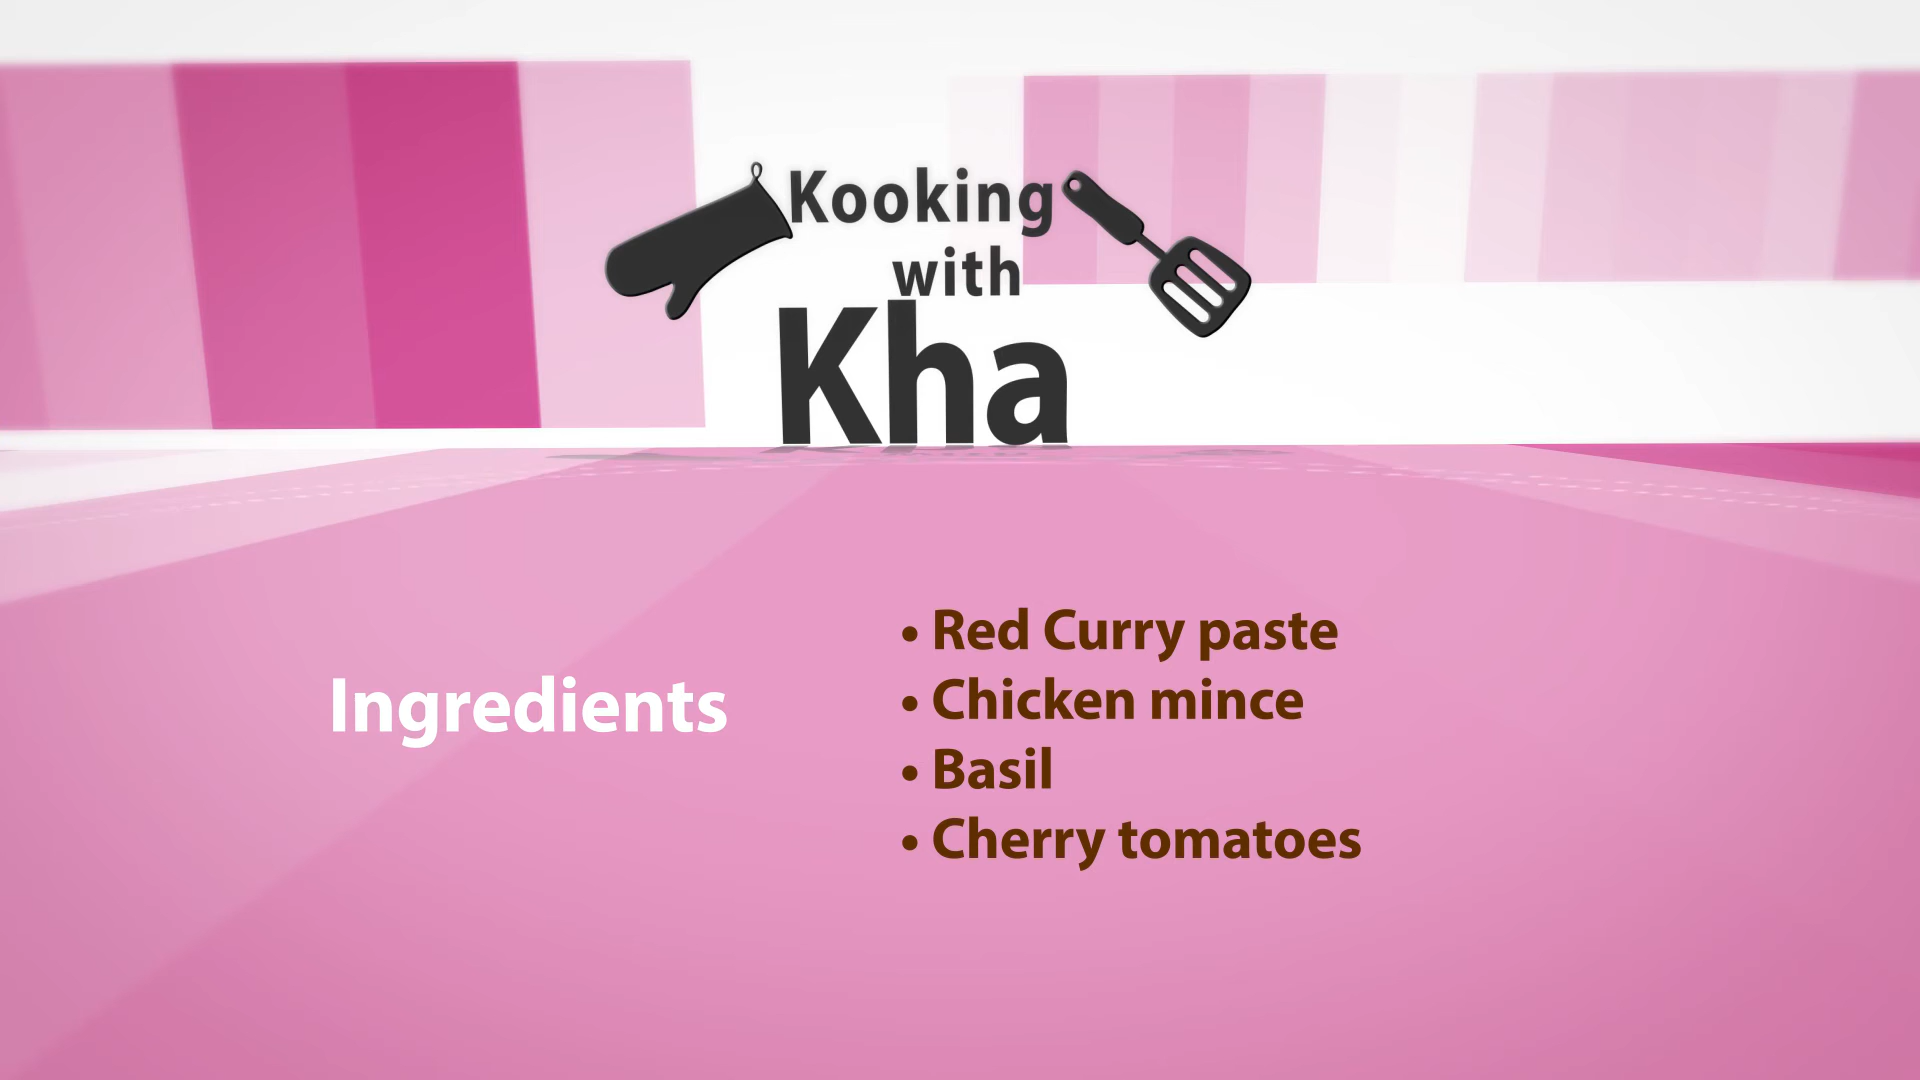 Kooking
with
Kha
Ingredients
• Red Curry paste
• Chicken mince
• Basil
• Cherry tomatoes